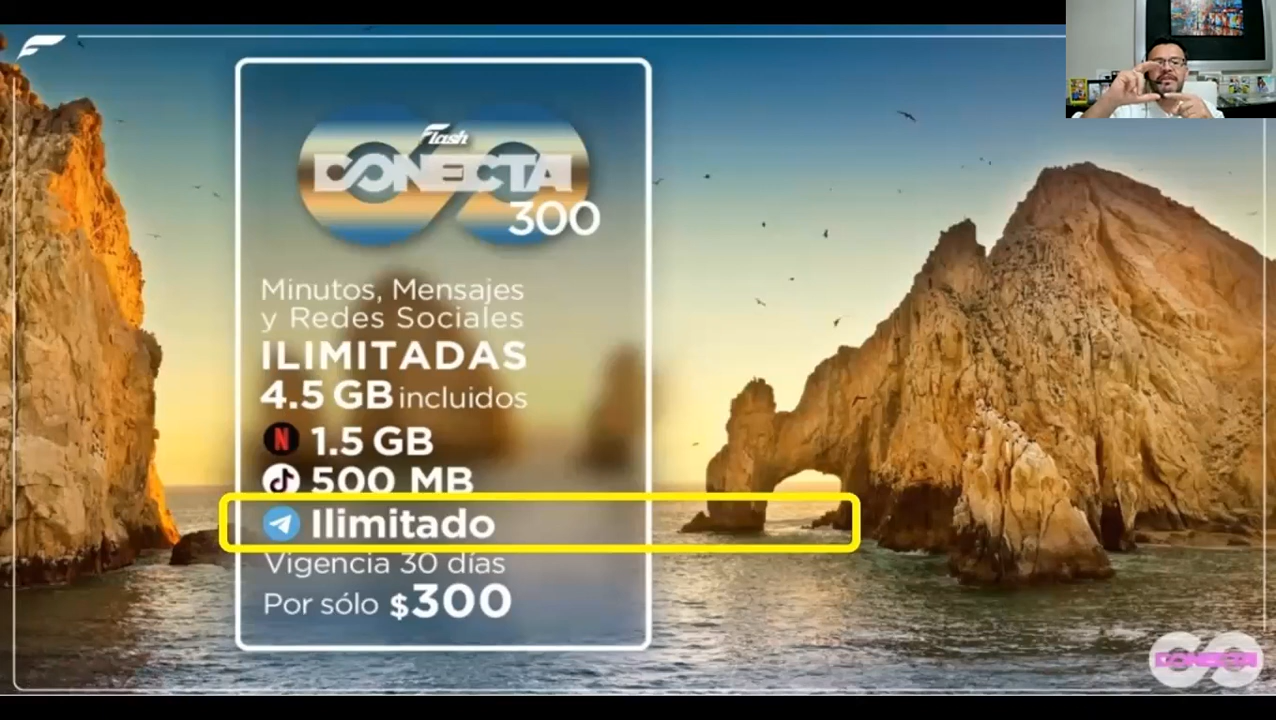 Flash
CONECTA
300
Minutos, Mensajes
y Redes Sociales
ILIMITADAS
4.5 GB incluidos
N 1.5 GB
500 MB
Ilimitado
Vigencia 30 días
Por sólo $300
CONECTA